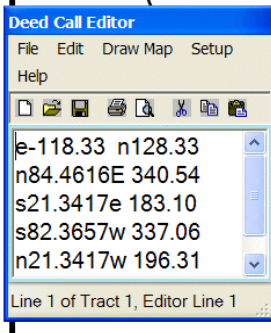 Deed Call Editor
File Edit Draw Map Setup
Help
e-118.33 n128.33
n84.4616E 340.54
s21.3417e 183.10
s82.3657w 337.06
n21.3417w 196.31
Line 1 of Tract 1, Editor Line 1